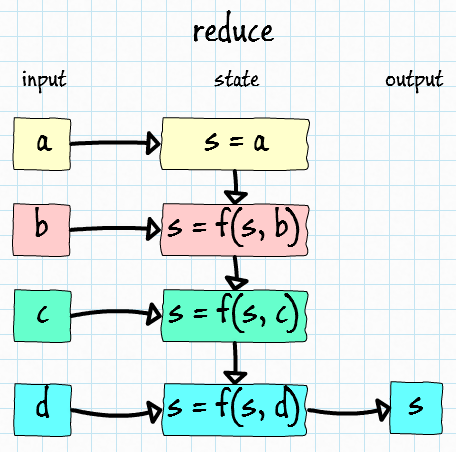 reduce
input state output
a s = a
b s = f(s, b)
c s = f(s, c)
d s = f(s, d) s